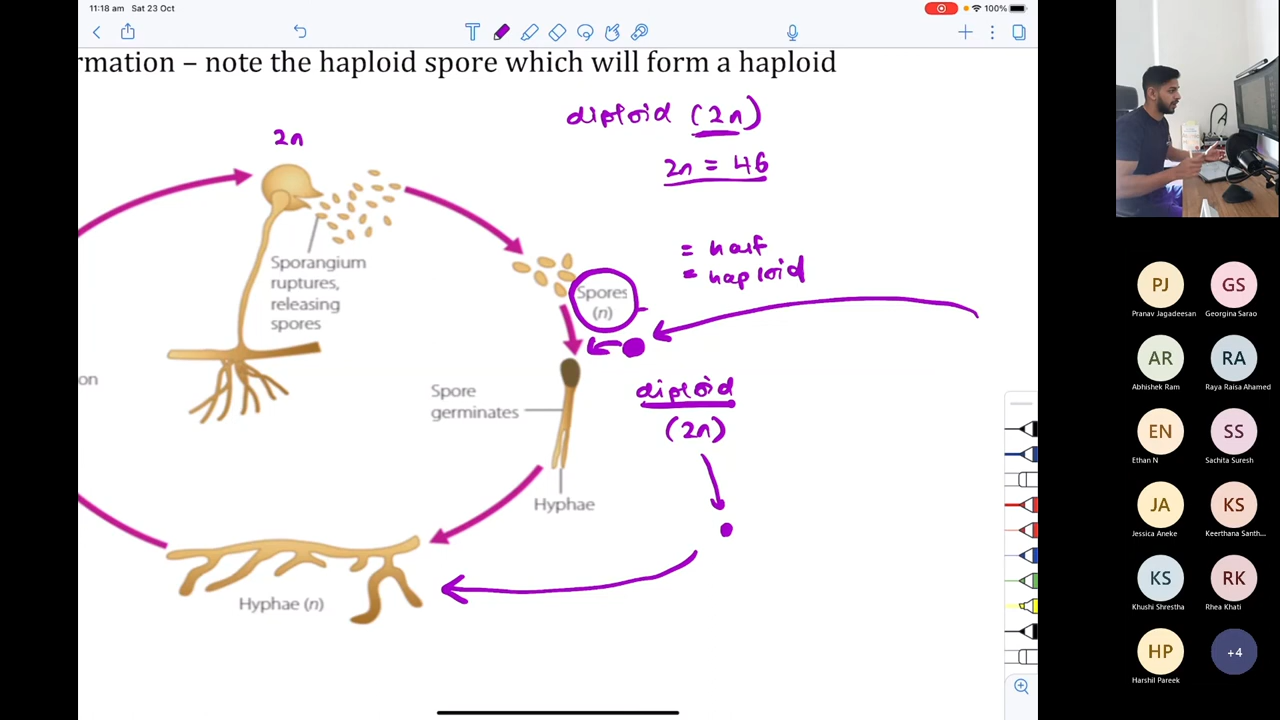 11:18 am Sat 23 Oct
100%
rmation – note the haploid spore which will form a haploid
diploid (2n)
2n = 46
2n
= half
= haploid
Sporangium
ruptures,
releasing
spores
Spores
(n)
on
Spore
germinates
diploid
(2n)
Hyphae
Hyphae (n)
PJ
Pranav Jagadeesan
GS
Georgina Sarao
AR
Abhishek Ram
RA
Raya Raisa Ahamed
EN
Ethan N
SS
Sachita Suresh
JA
Jessica Aneke
KS
Keerthana Santh...
KS
Khushi Shrestha
RK
Rhea Khati
HP
Harshil Pareek
+4